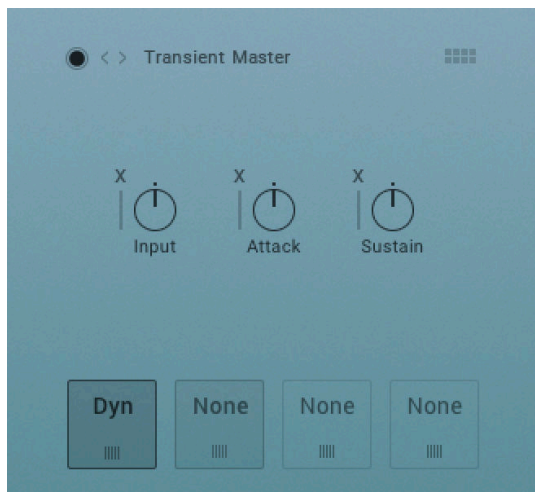 < > Transient Master
X X X
Input Attack Sustain
Dyn None None None